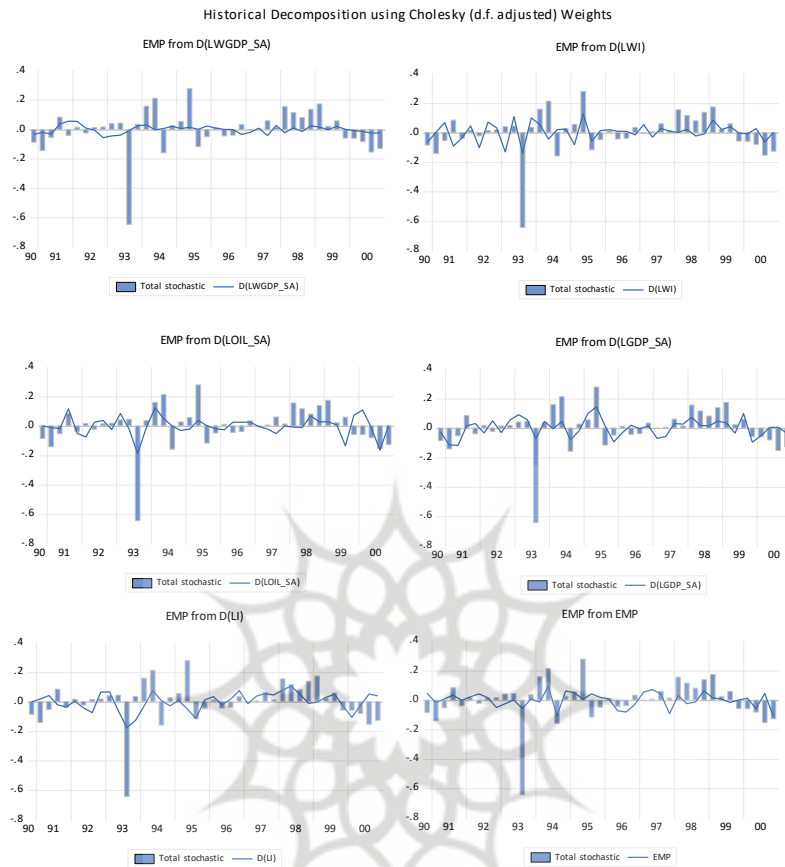 Historical Decomposition using Cholesky (d.f. adjusted) Weights
EMP from D(LWGDP_SA)
.4
.2
.0
-.2
-.4
-.6
-.8
90 91 92 93 94 95 96 97 98 99 00
Total stochastic D(LWGDP_SA)
EMP from D(LWI)
.4
.2
.0
-.2
-.4
-.6
-.8
90 91 92 93 94 95 96 97 98 99 00
Total stochastic D(LWI)
EMP from D(LOIL_SA)
.4
.2
.0
-.2
-.4
-.6
-.8
90 91 92 93 94 95 96 97 98 99 00
Total stochastic D(LOIL_SA)
EMP from D(LGDP_SA)
.4
.2
.0
-.2
-.4
-.6
-.8
90 91 92 93 94 95 96 97 98 99 00
Total stochastic D(LGDP_SA)
EMP from D(LI)
.4
.2
.0
-.2
-.4
-.6
-.8
90 91 92 93 94 95 96 97 98 99 00
Total stochastic D(LI)
EMP from EMP
.4
.2
.0
-.2
-.4
-.6
-.8
90 91 92 93 94 95 96 97 98 99 00
Total stochastic EMP